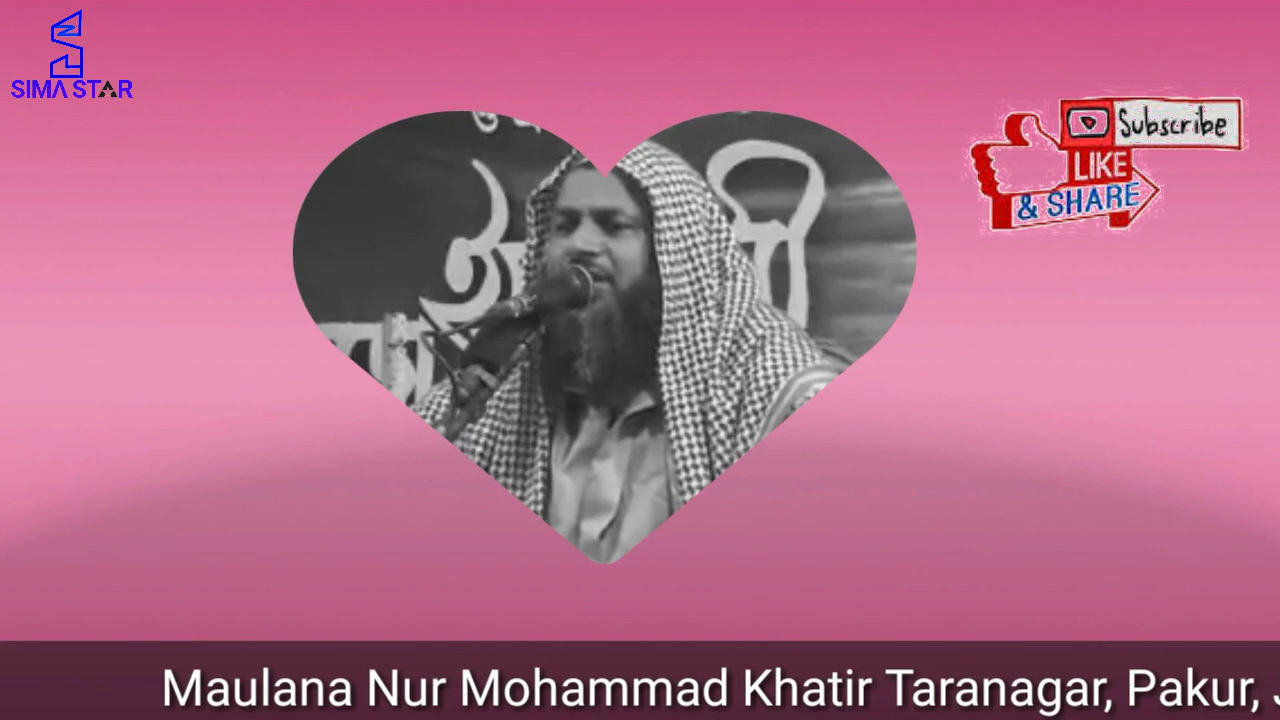 SIMA STAR
Subscribe
LIKE
& SHARE
Maulana Nur Mohammad Khatir Taranagar, Pakur,